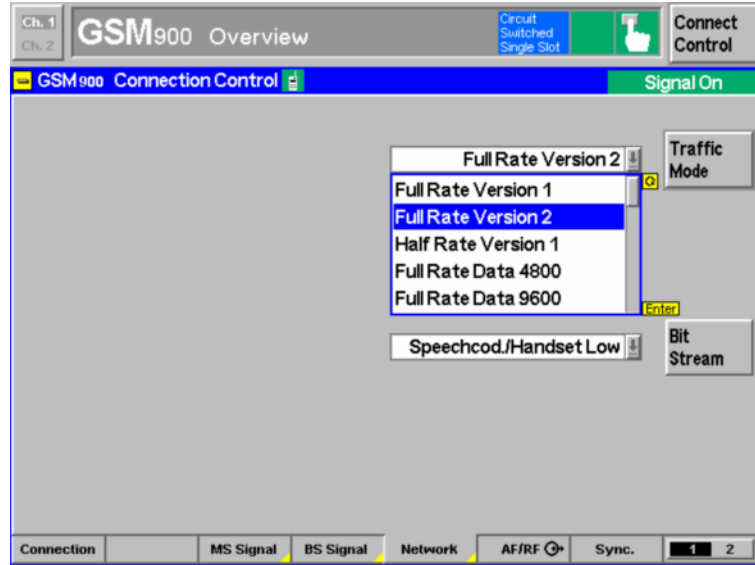 Ch. 1
Ch. 2
GSM900 Overview
Circuit
Switched
Single Slot
Connect
Control
GSM900 Connection Control
Signal On
Full Rate Version 2
Traffic
Mode
Full Rate Version 1
Full Rate Version 2
Half Rate Version 1
Full Rate Data 4800
Full Rate Data 9600
Enter
Speechcod./Handset Low
Bit
Stream
Connection MS Signal BS Signal Network AF/RF Sync. 1 2